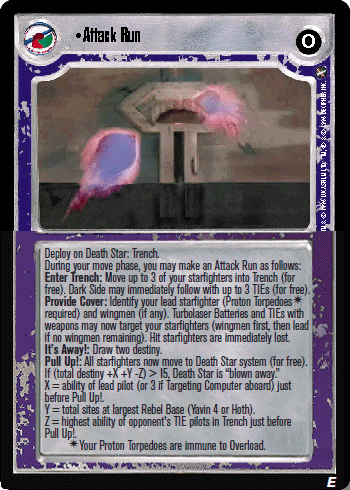 • Attack Run
O
Deploy on Death Star: Trench.
During your move phase, you may make an Attack Run as follows:
Enter Trench: Move up to 3 of your starfighters into Trench (for
free). Dark Side may immediately follow with up to 3 TIEs (for free).
Provide Cover: Identify your lead starfighter (Proton Torpedoes✶
required) and wingmen (if any). Turbolaser Batteries and TIEs with
weapons may now target your starfighters (wingmen first, then lead
if no wingmen remaining). Hit starfighters are immediately lost.
It's Away!: Draw two destiny.
Pull Up!: All starfighters now move to Death Star system (for free).
If (total destiny +X +Y -Z) > 15, Death Star is "blown away."
X = ability of lead pilot (or 3 if Targeting Computer aboard) just
before Pull Up!.
Y = total sites at largest Rebel Base (Yavin 4 or Hoth).
Z = highest ability of opponent's TIE pilots in Trench just before
Pull Up!.
✶Your Proton Torpedoes are immune to Overload.
E